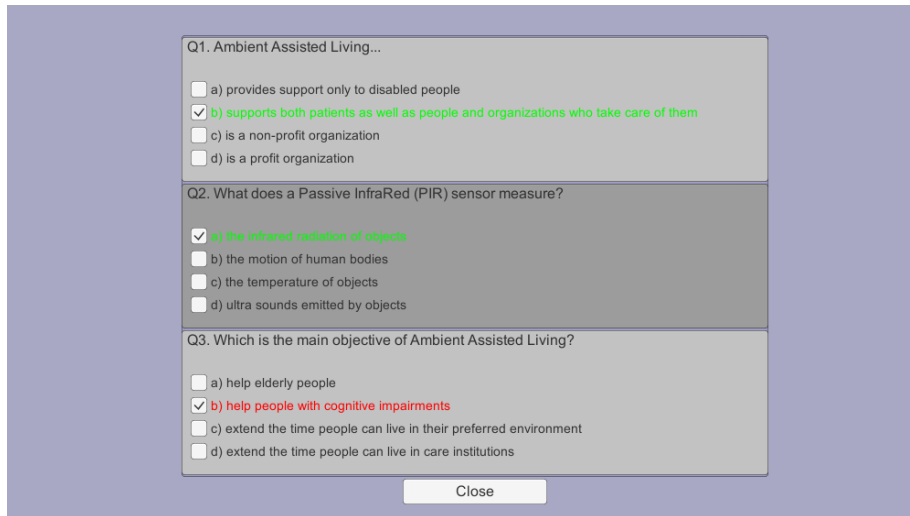 Q1. Ambient Assisted Living...
a) provides support only to disabled people
b) supports both patients as well as people and organizations who take care of them
c) is a non-profit organization
d) is a profit organization
Q2. What does a Passive InfraRed (PIR) sensor measure?
a) the infrared radiation of objects
b) the motion of human bodies
c) the temperature of objects
d) ultra sounds emitted by objects
Q3. Which is the main objective of Ambient Assisted Living?
a) help elderly people
b) help people with cognitive impairments
c) extend the time people can live in their preferred environment
d) extend the time people can live in care institutions
Close